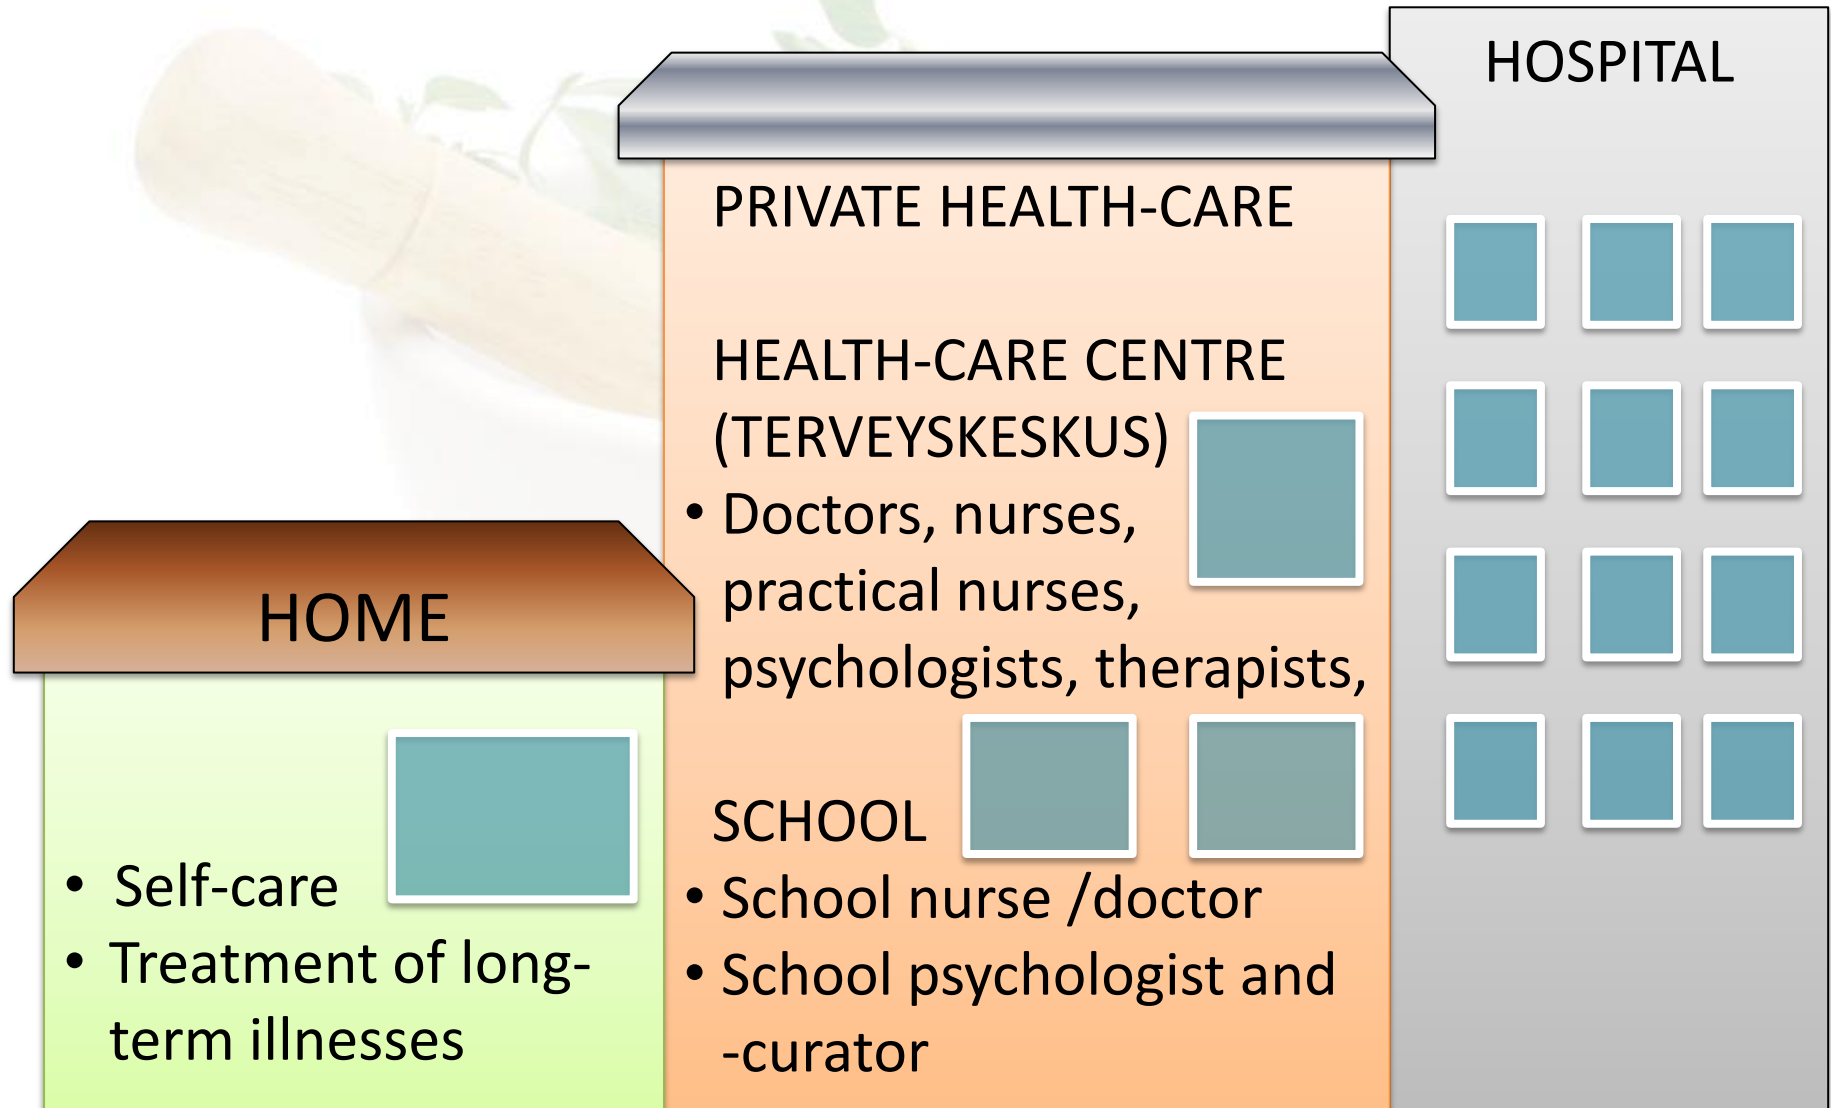 HOME
• Self-care
• Treatment of long-
term illnesses
PRIVATE HEALTH-CARE
HEALTH-CARE CENTRE
(TERVEYSKESKUS)
• Doctors, nurses,
practical nurses,
psychologists, therapists,
SCHOOL
• School nurse /doctor
• School psychologist and
-curator
HOSPITAL